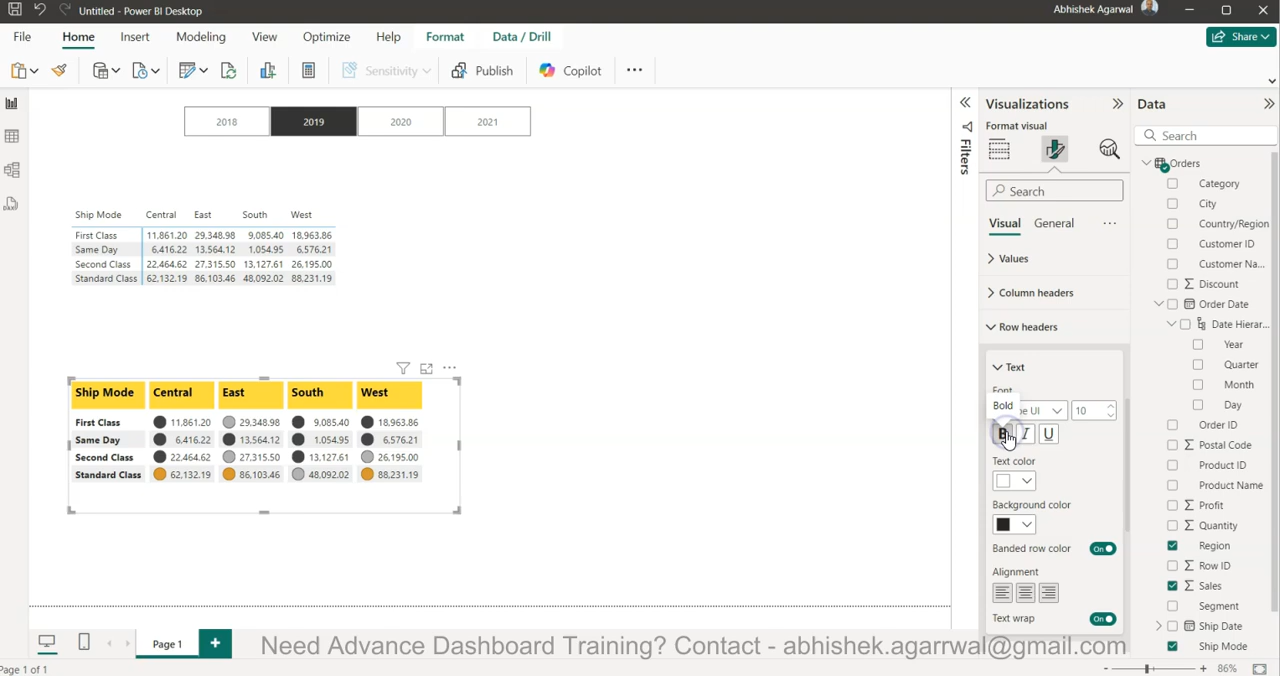 Untitled - Power BI Desktop
Abhishek Agarwal
File Home Insert Modeling View Optimize Help Format Data / Drill
Share
Sensitivity
Publish
Copilot
2018 2019 2020 2021
Ship Mode Central East South West
First Class 11,861.20 29,348.98 9,085.40 18,963.86
Same Day 6,416.22 13,564.12 1,054.95 6,576.21
Second Class 22,464.62 27,315.50 13,127.61 26,195.00
Standard Class 62,132.19 86,103.46 48,092.02 88,231.19
Ship Mode Central East South West
First Class 11,861.20 29,348.98 9,085.40 18,963.86
Same Day 6,416.22 13,564.12 1,054.95 6,576.21
Second Class 22,464.62 27,315.50 13,127.61 26,195.00
Standard Class 62,132.19 86,103.46 48,092.02 88,231.19
Filters
Visualizations
Format visual
Search
Visual General
Values
Column headers
Row headers
Text
Bold
10
B I U
Text color
Background color
Banded row color On
Alignment
Text wrap On
Data
Search
Orders
Category
City
Country/Region
Customer ID
Customer Na...
Discount
Order Date
Date Hierar...
Year
Quarter
Month
Day
Order ID
Postal Code
Product ID
Product Name
Profit
Quantity
Region
Row ID
Sales
Segment
Ship Date
Ship Mode
Page 1
Need Advance Dashboard Training? Contact - abhishek.agarrwal@gmail.com
Page 1 of 1
86%